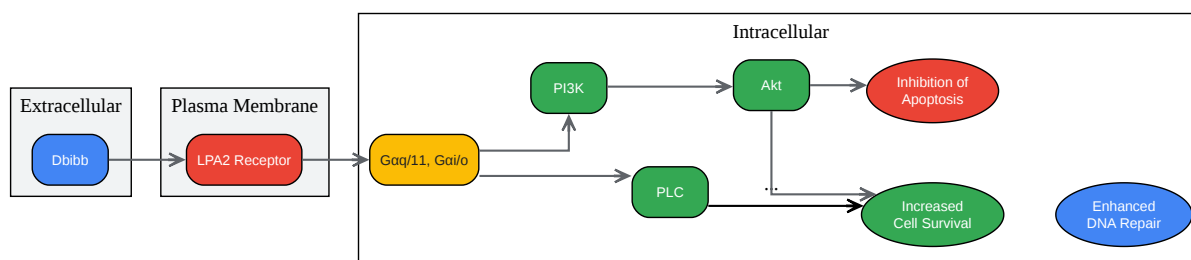 Intracellular
Extracellular
Plasma Membrane
Dbibb
LPA2 Receptor
Gαq/11, Gαi/o
PI3K
Akt
Inhibition of
Apoptosis
PLC
...
Increased
Cell Survival
Enhanced
DNA Repair